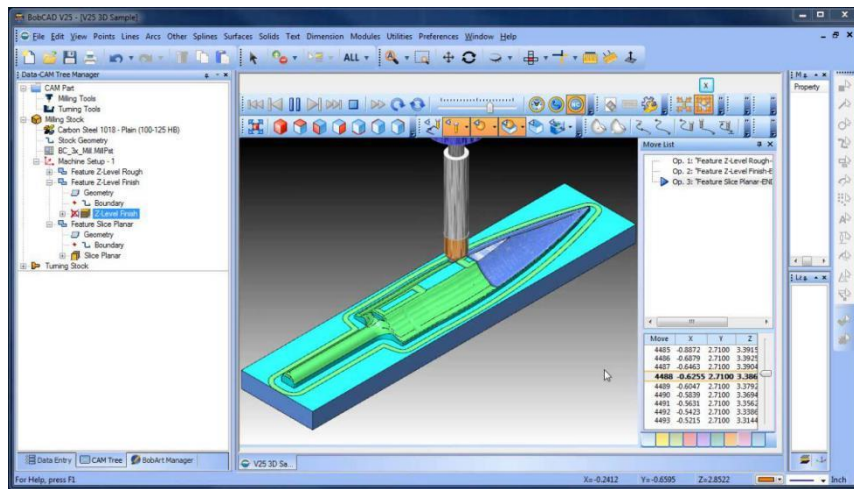 BobCAD V25 - [V25 3D Sample]
File Edit View Points Lines Arcs Other Splines Surfaces Solids Text Dimension Modules Utilities Preferences Window Help
ALL
Data-CAM Tree Manager
CAM Part
Milling Tools
Turning Tools
Milling Stock
Carbon Steel 1018 - Plain (100-125 HB)
Stock Geometry
BC_3x_Mill.MillPst
Machine Setup - 1
Feature Z-Level Rough
Feature Z-Level Finish
Geometry
Boundary
Z-Level Finish
Feature Slice Planar
Geometry
Boundary
Slice Planar
Turning Stock
Data Entry CAM Tree BobArt Manager
V25 3D Sa...
Move List
Op. 1: "Feature Z-Level Rough-
Op. 2: "Feature Z-Level Finish-E
Op. 3: "Feature Slice Planar-END
Move X Y Z
4485 -0.8872 2.7100 3.3915
4486 -0.6879 2.7100 3.3925
4487 -0.6463 2.7100 3.3904
4488 -0.6255 2.7100 3.386
4489 -0.6047 2.7100 3.3792
4490 -0.5839 2.7100 3.3694
4491 -0.5631 2.7100 3.3562
4492 -0.5423 2.7100 3.3386
4493 -0.5215 2.7100 3.3144
Property
For Help, press F1
X=-0.2412 Y=-0.6595 Z=2.8522 Inch